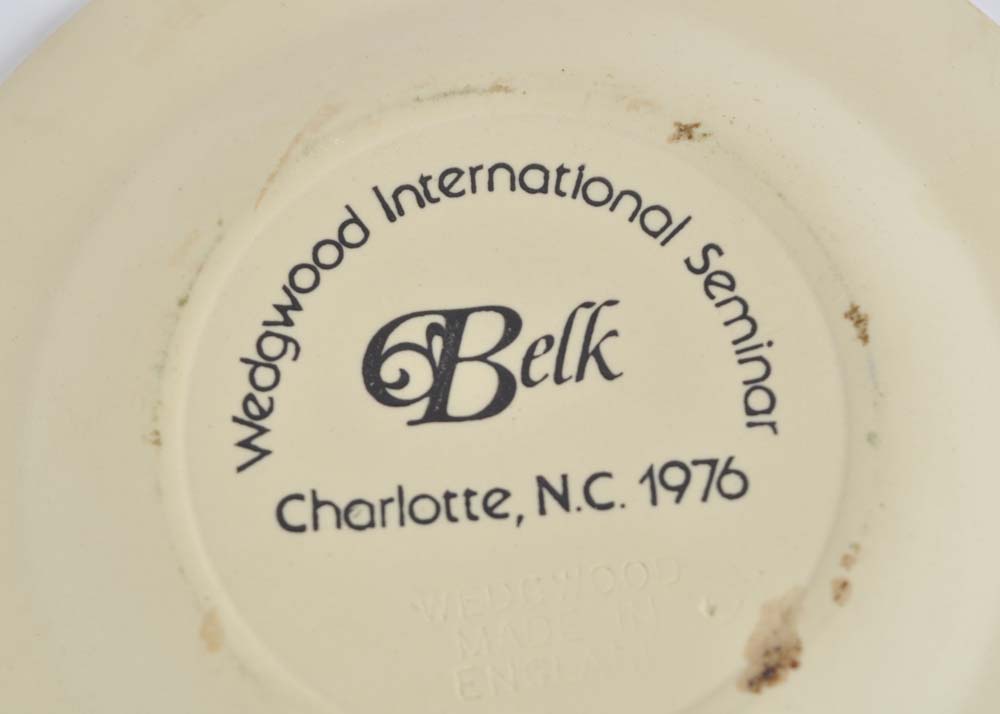 Wedgwood International Seminar
Belk
Charlotte, N.C. 1976
WEDGWOOD
MADE IN
ENGLAND